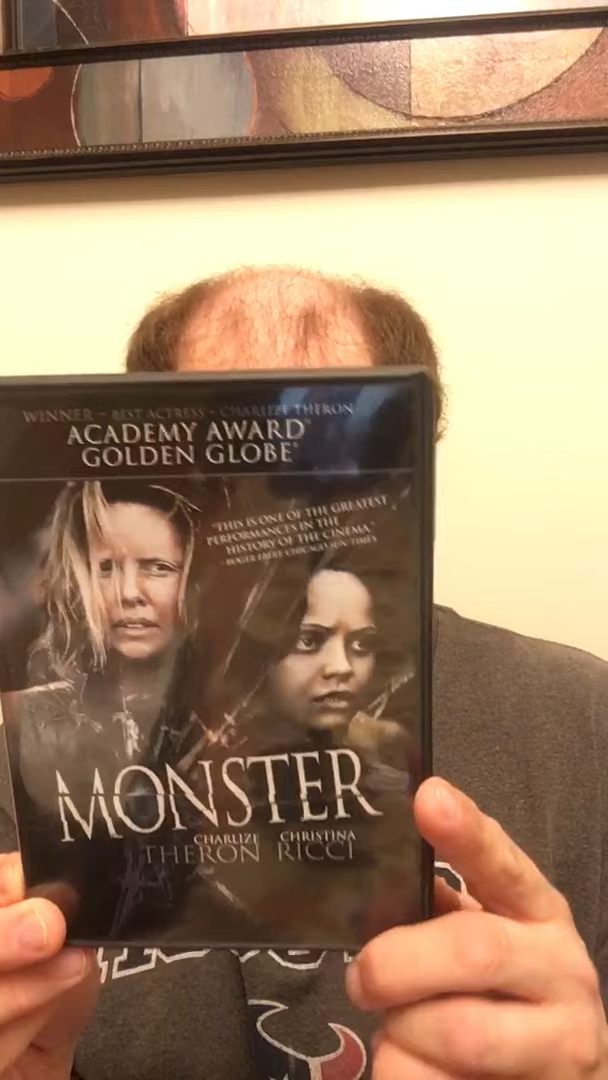 WINNER - BEST ACTRESS - CHARLIZE THERON
ACADEMY AWARD®
GOLDEN GLOBE®
"THIS IS ONE OF THE GREATEST
PERFORMANCES IN THE
HISTORY OF THE CINEMA."
- ROGER EBERT, CHICAGO SUN-TIMES
MONSTER
CHARLIZE CHRISTINA
THERON RICCI